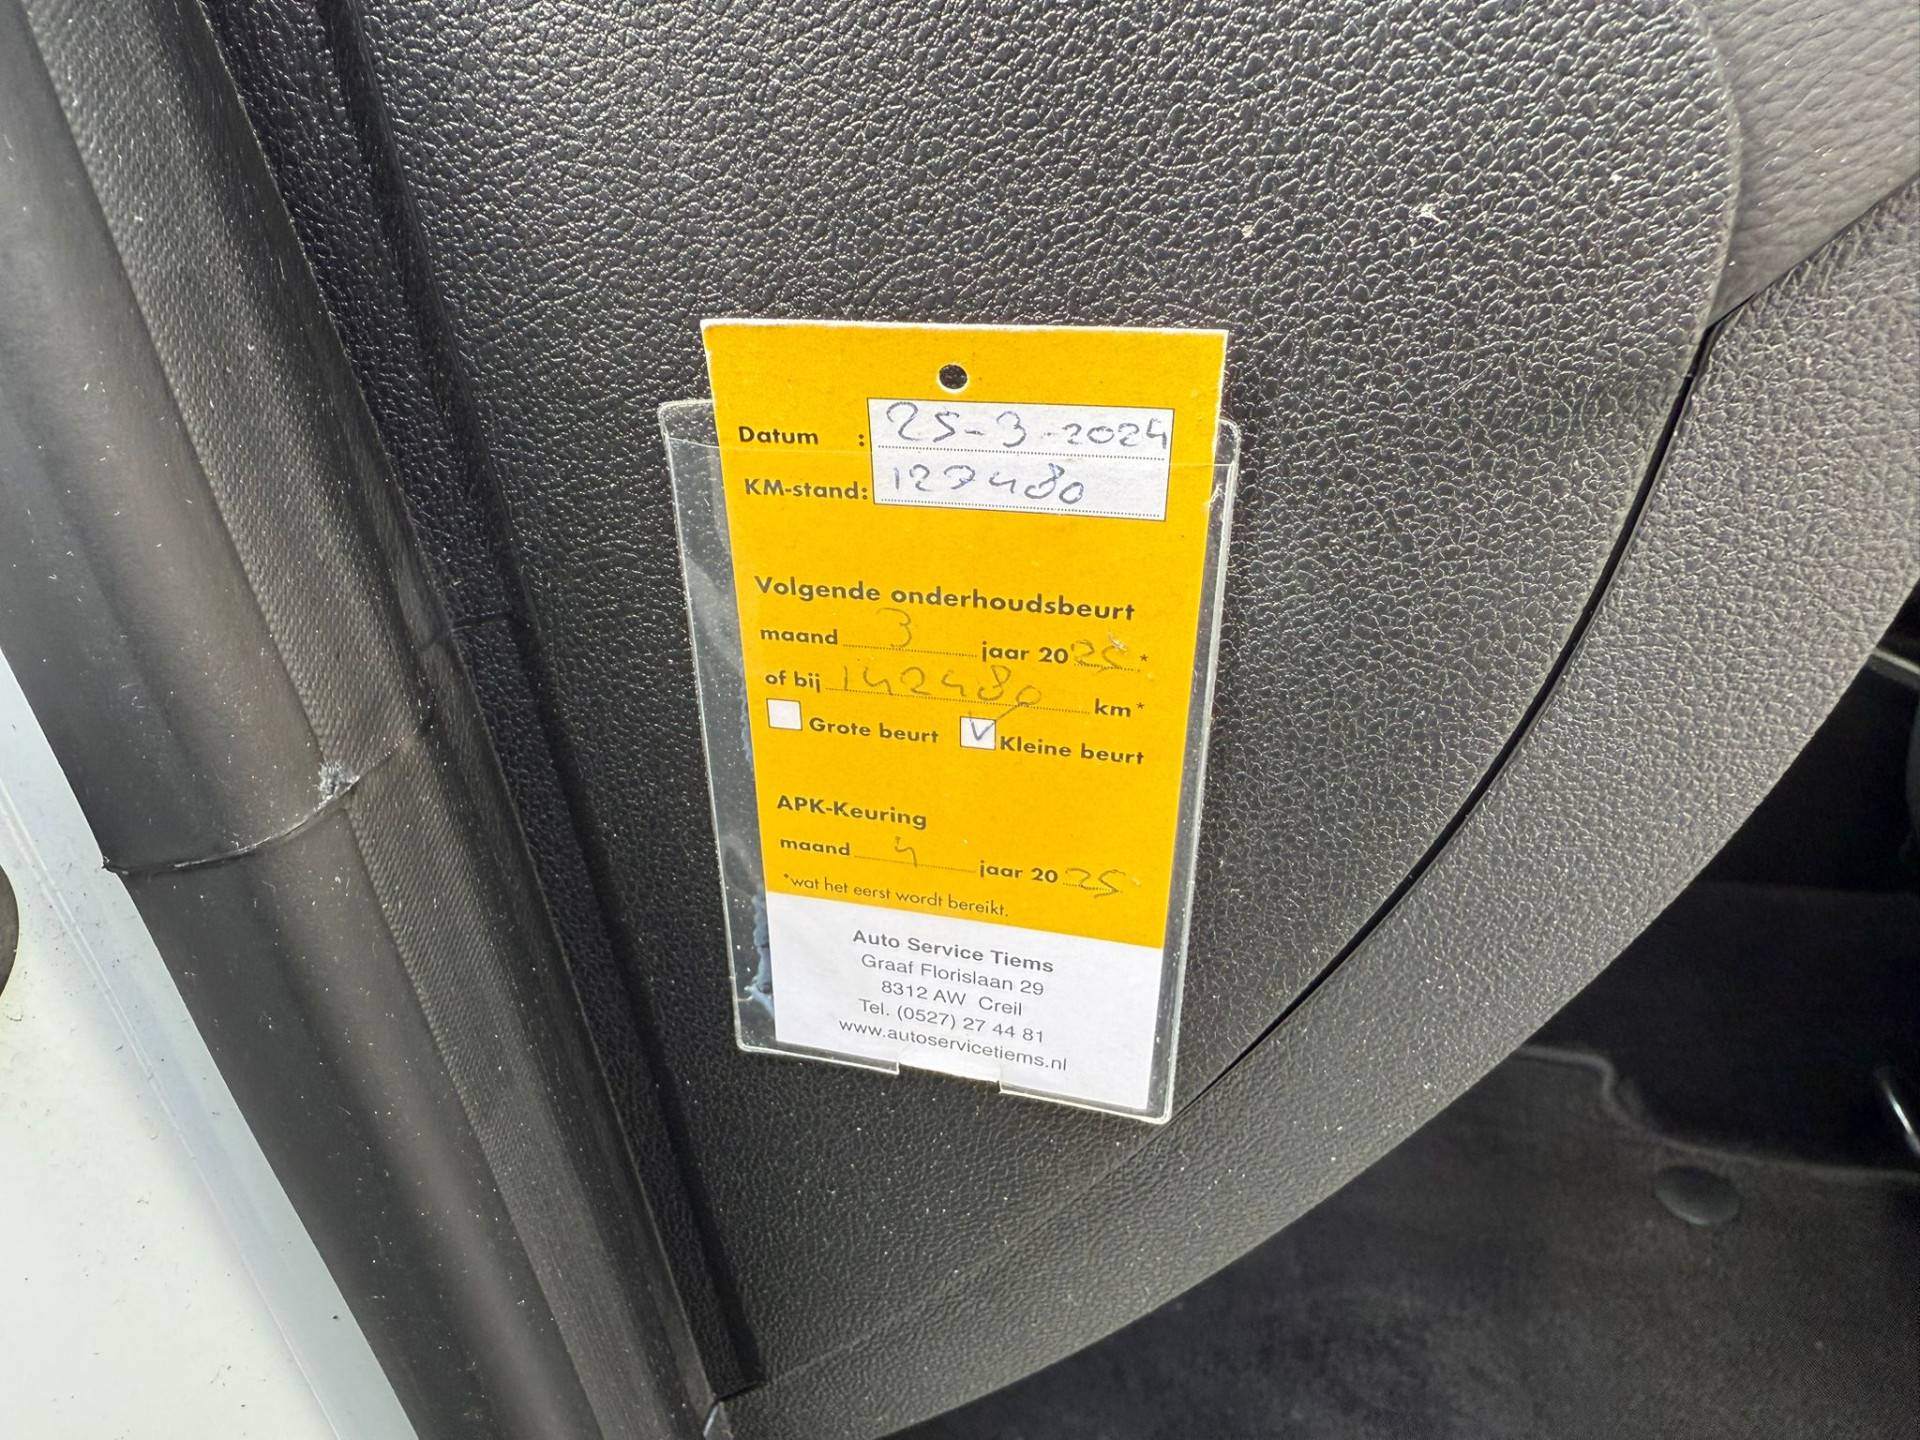 Datum : 25-3-2024
KM-stand: 127480
Volgende onderhoudsbeurt
maand 3 jaar 2025 *
of bij 142480 km*
Grote beurt Kleine beurt
APK-Keuring
maand 4 jaar 20 25
*wat het eerst wordt bereikt.
Auto Service Tiems
Graaf Florislaan 29
8312 AW Creil
Tel. (0527) 27 44 81
www.autoservicetiems.nl